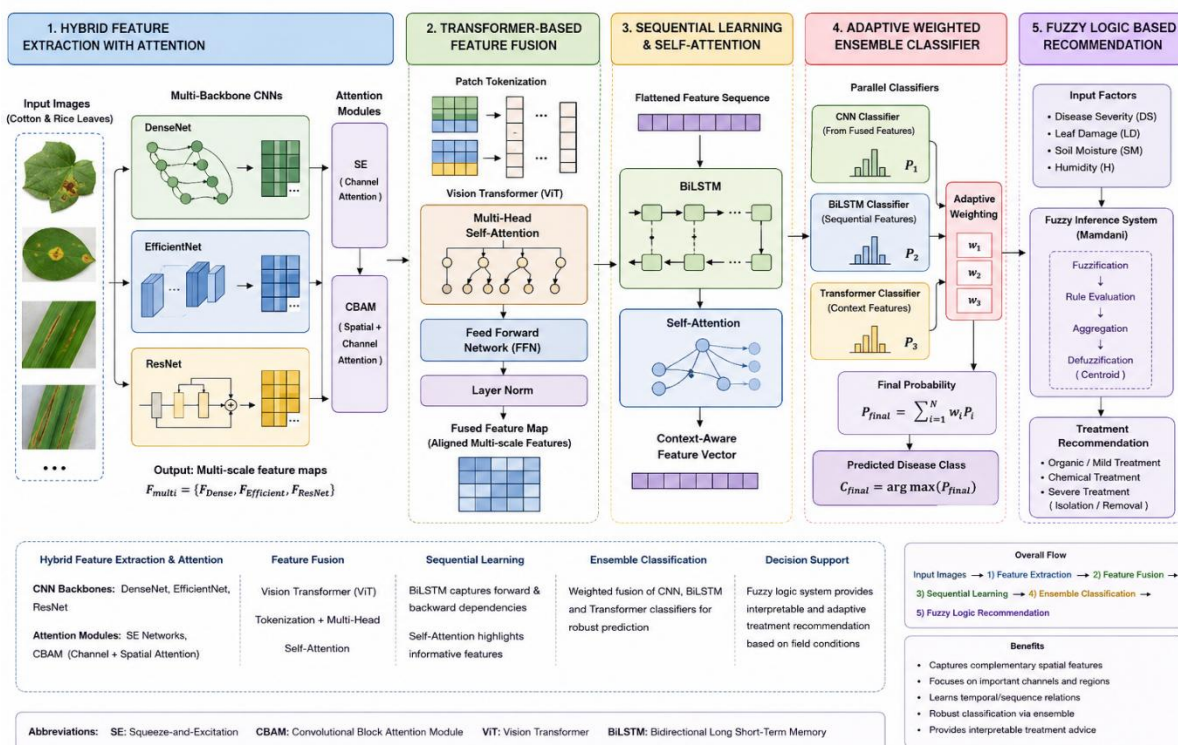 1. HYBRID FEATURE
EXTRACTION WITH ATTENTION
Input Images
(Cotton & Rice Leaves)
Multi-Backbone CNNs
Attention
Modules
DenseNet
...
EfficientNet
...
ResNet
...
...
SE
( Channel
Attention )
CBAM
( Spatial +
Channel
Attention )
Output: Multi-scale feature maps
F_multi = {F_Dense, F_Efficient, F_ResNet}
2. TRANSFORMER-BASED
FEATURE FUSION
Patch Tokenization
...
...
Vision Transformer (ViT)
Multi-Head
Self-Attention
Feed Forward
Network (FFN)
Layer Norm
Fused Feature Map
(Aligned Multi-scale Features)
3. SEQUENTIAL LEARNING
& SELF-ATTENTION
Flattened Feature Sequence
BiLSTM
...
...
Self-Attention
Context-Aware
Feature Vector
4. ADAPTIVE WEIGHTED
ENSEMBLE CLASSIFIER
Parallel Classifiers
CNN Classifier
(From Fused Features)
P₁
BiLSTM Classifier
(Sequential Features)
P₂
Transformer Classifier
(Context Features)
P₃
Adaptive
Weighting
w₁
w₂
w₃
Final Probability
P_final = ∑_{i=1}^{N} w_i P_i
Predicted Disease Class
C_final = arg max(P_final)
5. FUZZY LOGIC BASED
RECOMMENDATION
Input Factors
• Disease Severity (DS)
• Leaf Damage (LD)
• Soil Moisture (SM)
• Humidity (H)
Fuzzy Inference System
(Mamdani)
Fuzzification
Rule Evaluation
Aggregation
Defuzzification
( Centroid )
Treatment
Recommendation
• Organic / Mild Treatment
• Chemical Treatment
• Severe Treatment
( Isolation / Removal )
Hybrid Feature Extraction & Attention
CNN Backbones: DenseNet, EfficientNet,
ResNet
Attention Modules: SE Networks,
CBAM (Channel + Spatial Attention)
Feature Fusion
Vision Transformer (ViT)
Tokenization + Multi-Head
Self-Attention
Sequential Learning
BiLSTM captures forward &
backward dependencies
Self-Attention highlights
informative features
Ensemble Classification
Weighted fusion of CNN, BiLSTM
and Transformer classifiers for
robust prediction
Decision Support
Fuzzy logic system provides
interpretable and adaptive
treatment recommendation
based on field conditions
Overall Flow
Input Images → 1) Feature Extraction → 2) Feature Fusion →
3) Sequential Learning → 4) Ensemble Classification →
5) Fuzzy Logic Recommendation
Benefits
• Captures complementary spatial features
• Focuses on important channels and regions
• Learns temporal/sequence relations
• Robust classification via ensemble
• Provides interpretable treatment advice
Abbreviations: SE: Squeeze-and-Excitation CBAM: Convolutional Block Attention Module ViT: Vision Transformer BiLSTM: Bidirectional Long Short-Term Memory